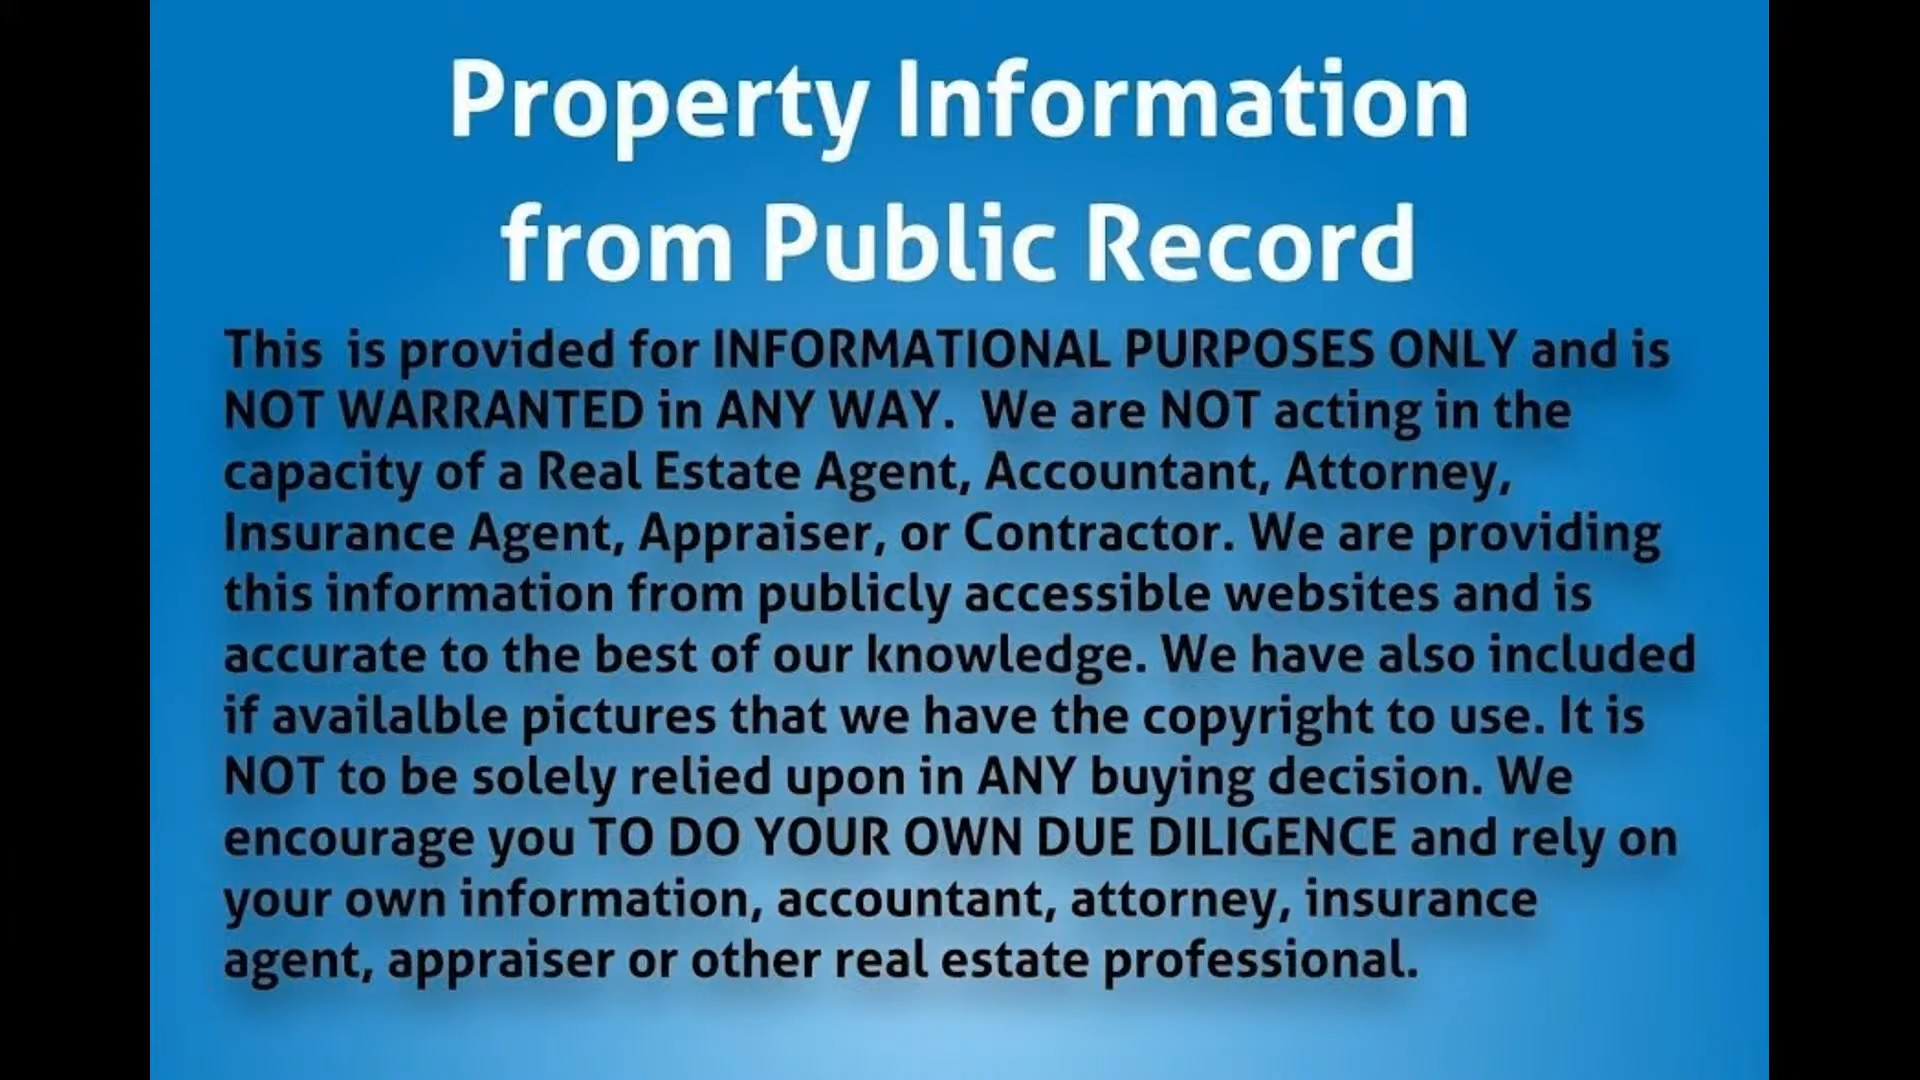 Property Information
from Public Record
This  is provided for INFORMATIONAL PURPOSES ONLY and is
NOT WARRANTED in ANY WAY.  We are NOT acting in the
capacity of a Real Estate Agent, Accountant, Attorney,
Insurance Agent, Appraiser, or Contractor. We are providing
this information from publicly accessible websites and is
accurate to the best of our knowledge. We have also included
if availalble pictures that we have the copyright to use. It is
NOT to be solely relied upon in ANY buying decision. We
encourage you TO DO YOUR OWN DUE DILIGENCE and rely on
your own information, accountant, attorney, insurance
agent, appraiser or other real estate professional.